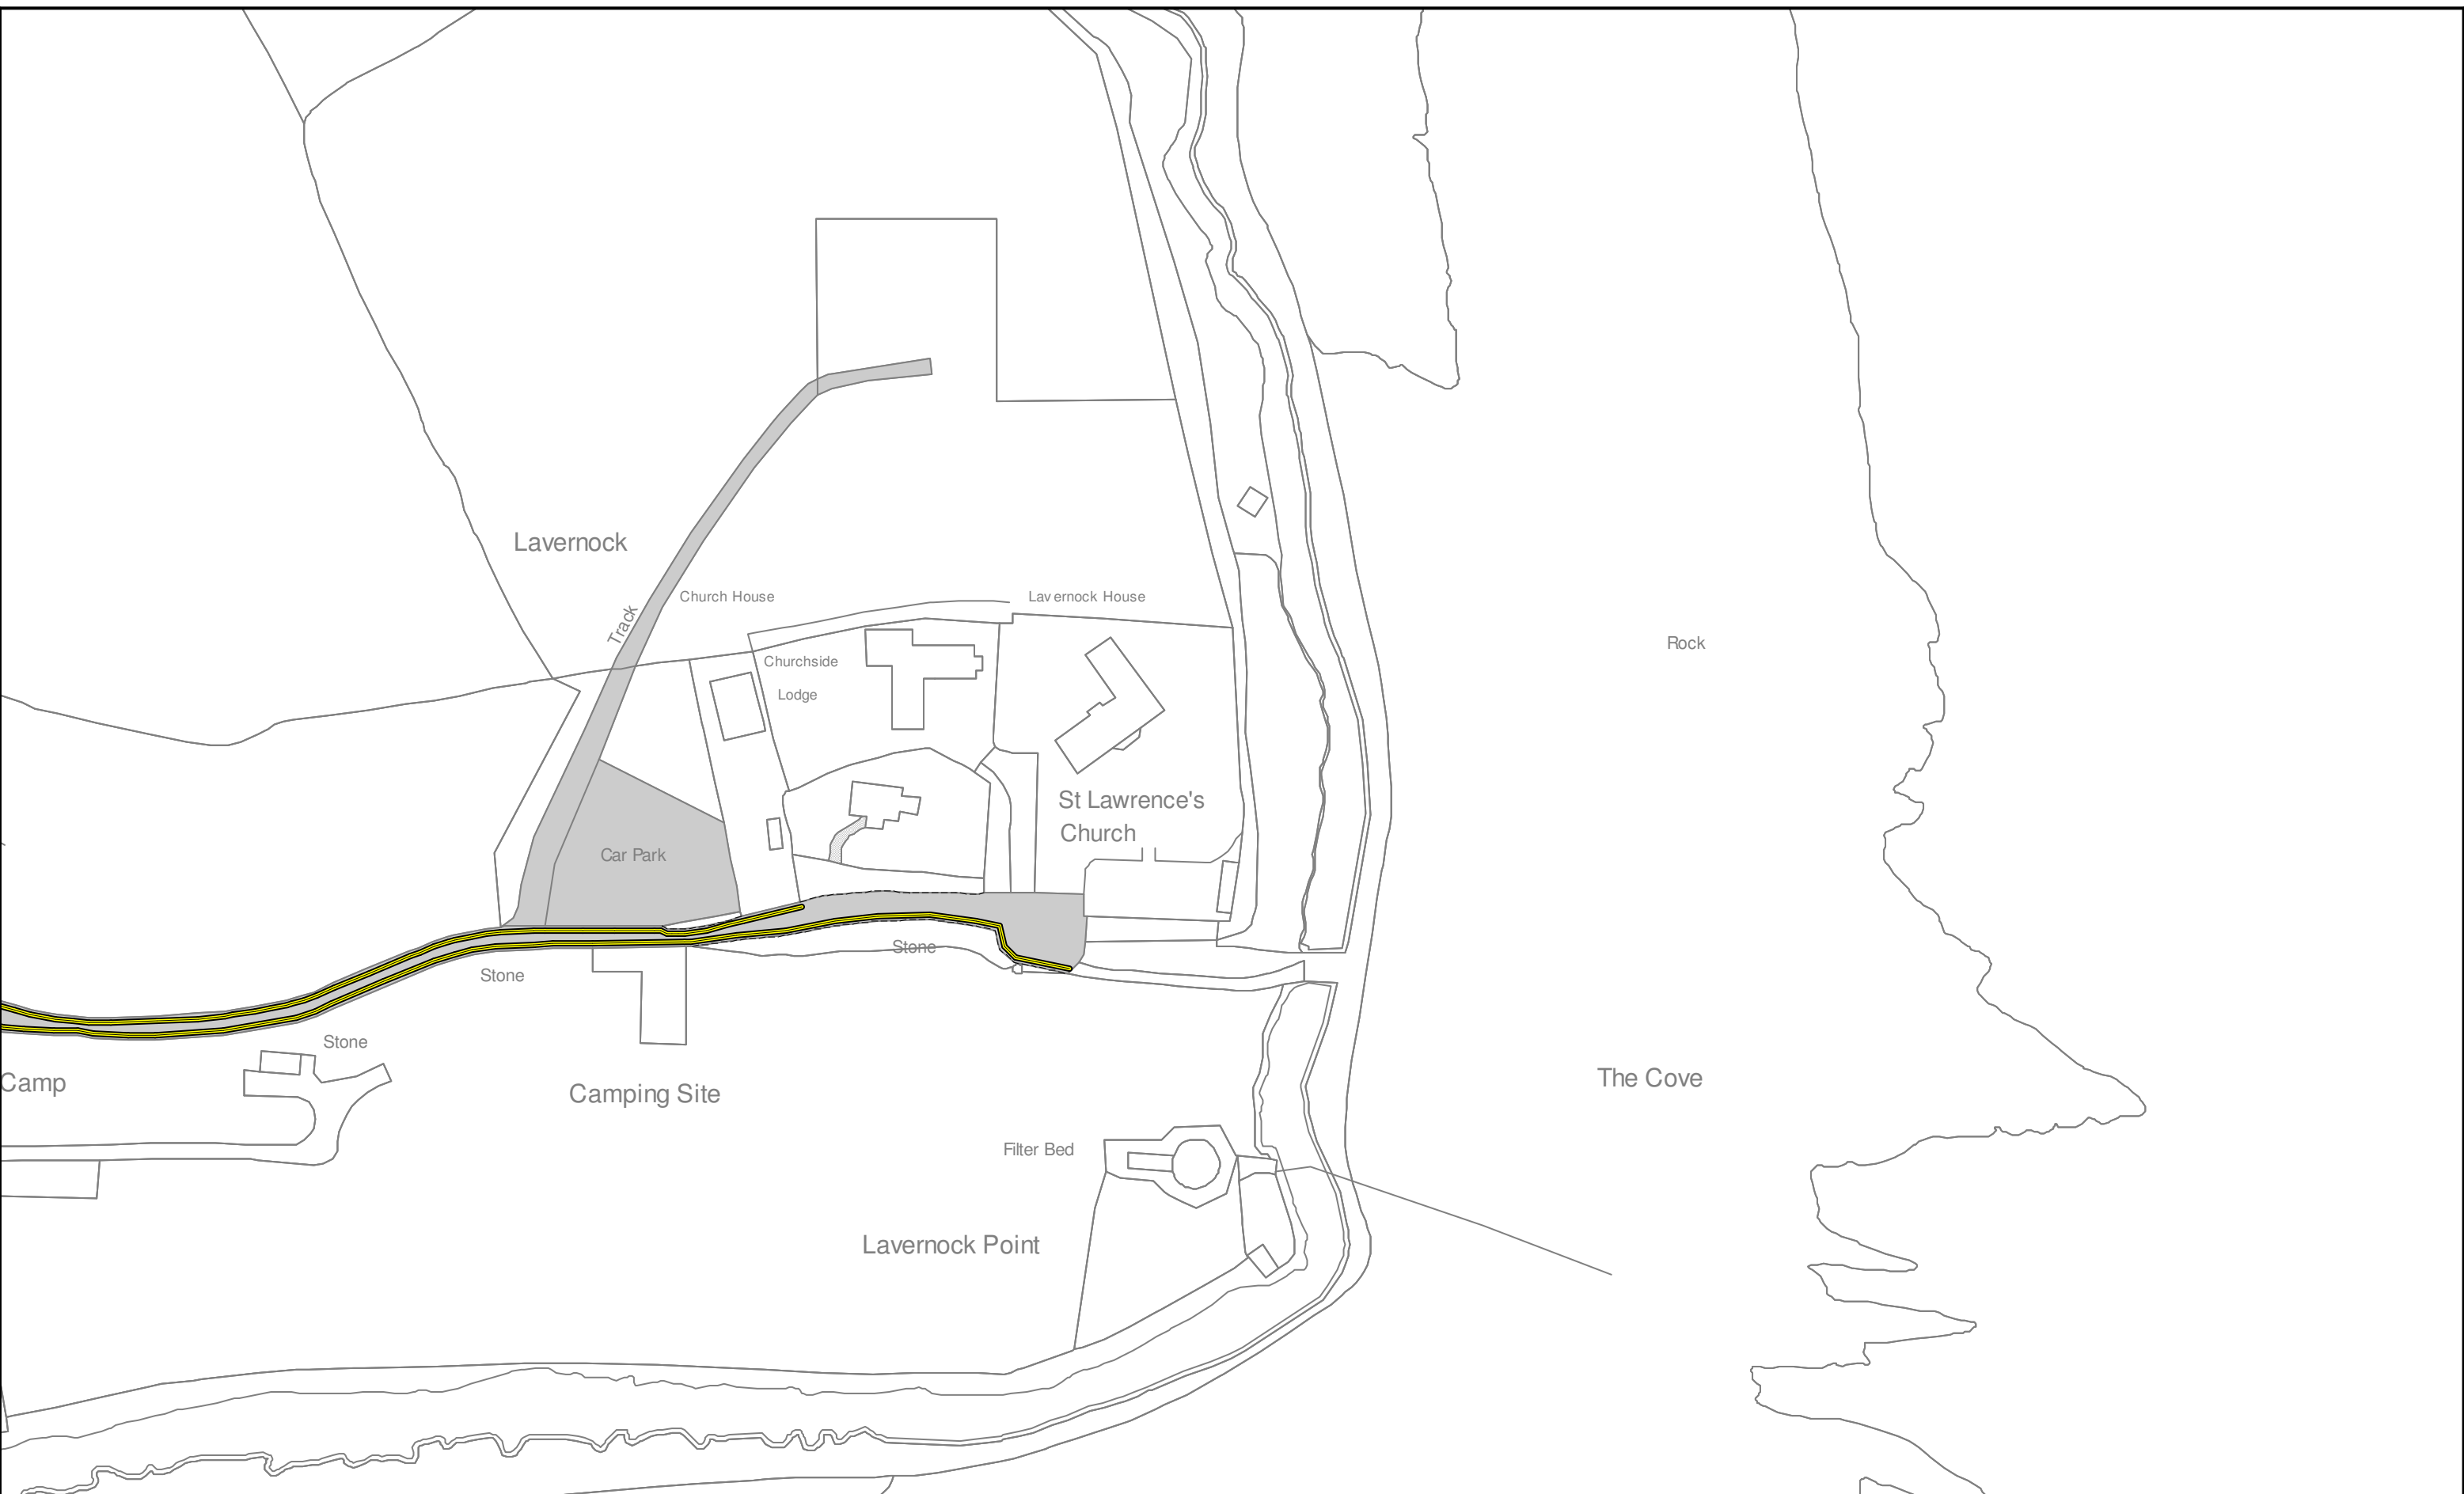 Lavernock
Church House
Lavernock House
Track
Rock
Churchside
Lodge
St Lawrence's
Church
Car Park
Stone
Stone
Stone
Camp
Camping Site
The Cove
Filter Bed
Lavernock Point